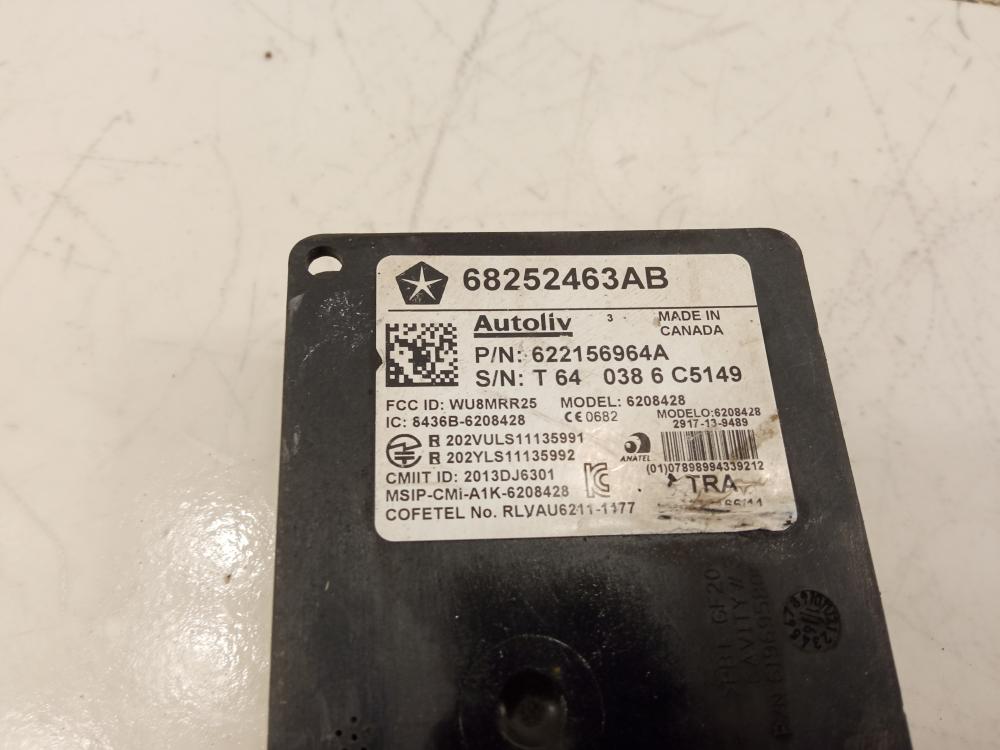 68252463AB
Autoliv 3 MADE IN CANADA
P/N: 622156964A
S/N: T 64 038 6 C5149
FCC ID: WU8MRR25 MODEL: 6208428
IC: 8436B-6208428 CE 0682
MODELO:6208428
2917-13-9489
R 202VULS11135991
R 202YLS11135992
ANATEL
(01)07898994339212
CMIIT ID: 2013DJ6301
MSIP-CMi-A1K-6208428
COFETEL No. RLVAU6211-1177
TRA